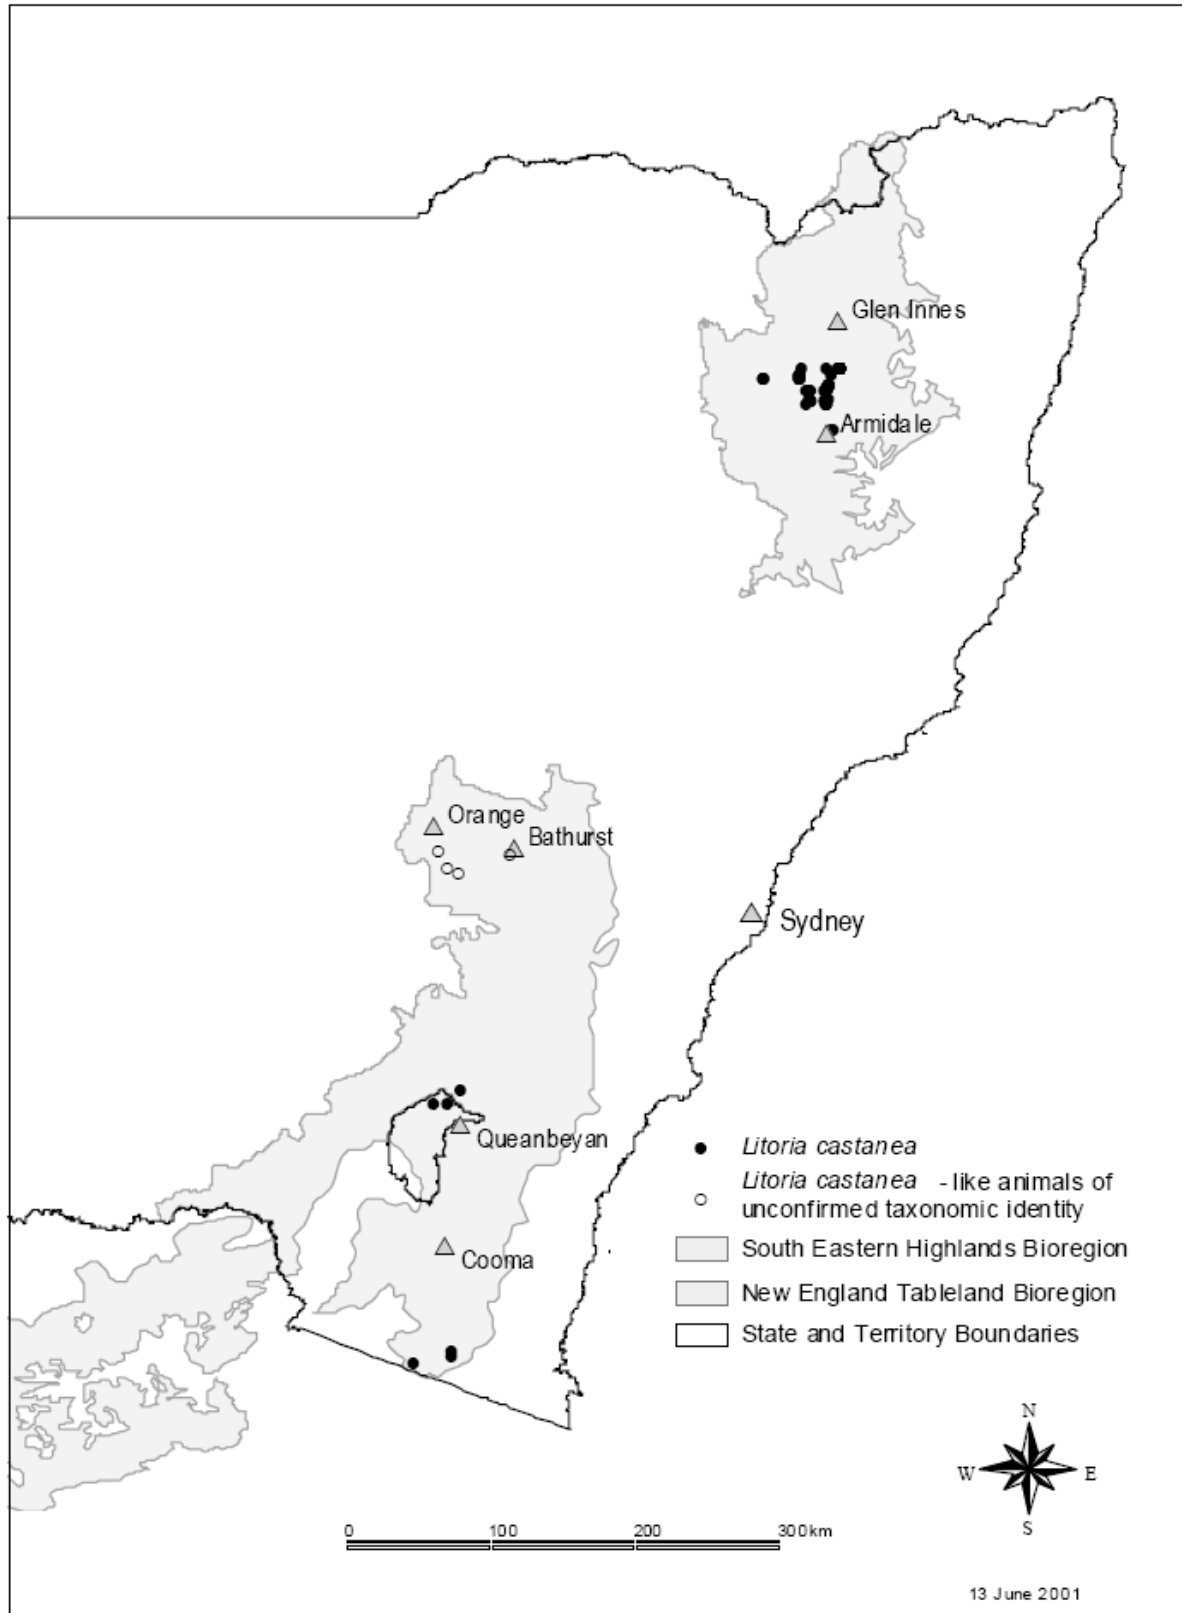 Glen Innes
Armidale
Orange
Bathurst
Sydney
Queanbeyan
Cooma
Litoria castanea
Litoria castanea - like animals of
unconfirmed taxonomic identity
South Eastern Highlands Bioregion
New England Tableland Bioregion
State and Territory Boundaries
N
W E
S
0 100 200 300km
13 June 2001